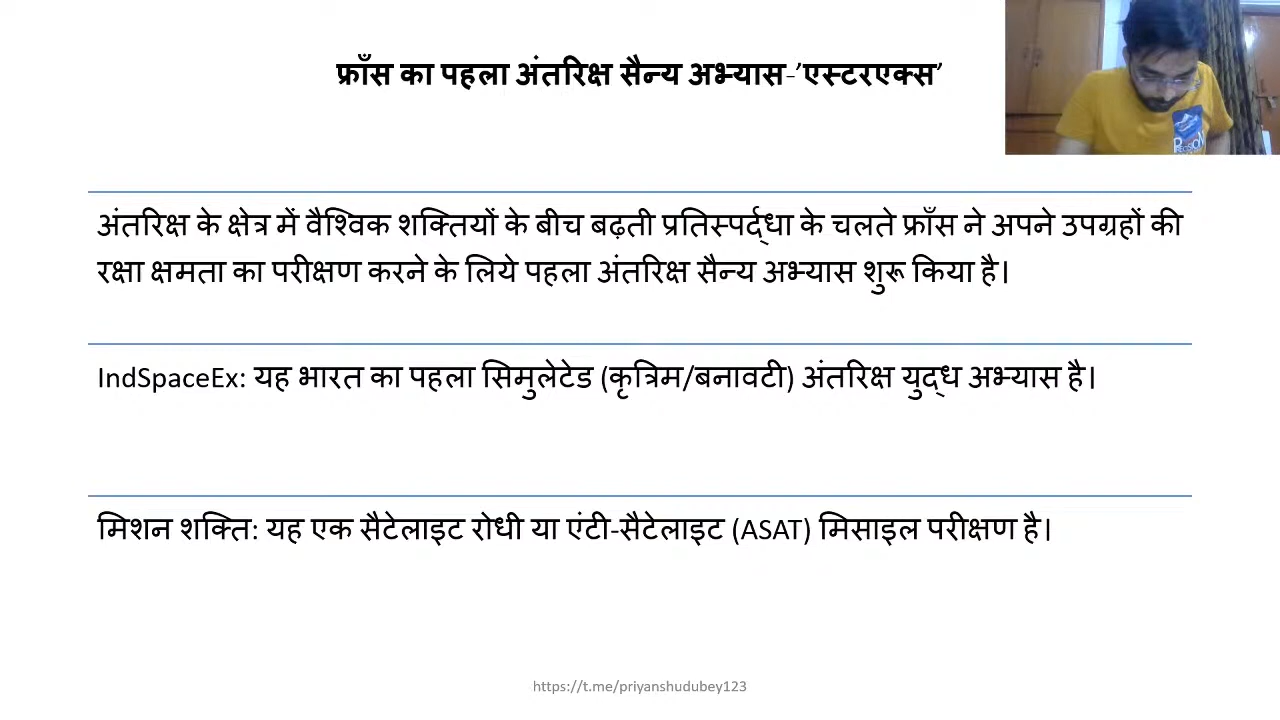 फ्राँस का पहला अंतरिक्ष सैन्य अभ्यास-’एस्टरएक्स’
अंतरिक्ष के क्षेत्र में वैश्विक शक्तियों के बीच बढ़ती प्रतिस्पर्द्धा के चलते फ्राँस ने अपने उपग्रहों की
रक्षा क्षमता का परीक्षण करने के लिये पहला अंतरिक्ष सैन्य अभ्यास शुरू किया है।
IndSpaceEx: यह भारत का पहला सिमुलेटेड (कृत्रिम/बनावटी) अंतरिक्ष युद्ध अभ्यास है।
मिशन शक्ति: यह एक सैटेलाइट रोधी या एंटी-सैटेलाइट (ASAT) मिसाइल परीक्षण है।
https://t.me/priyanshudubey123